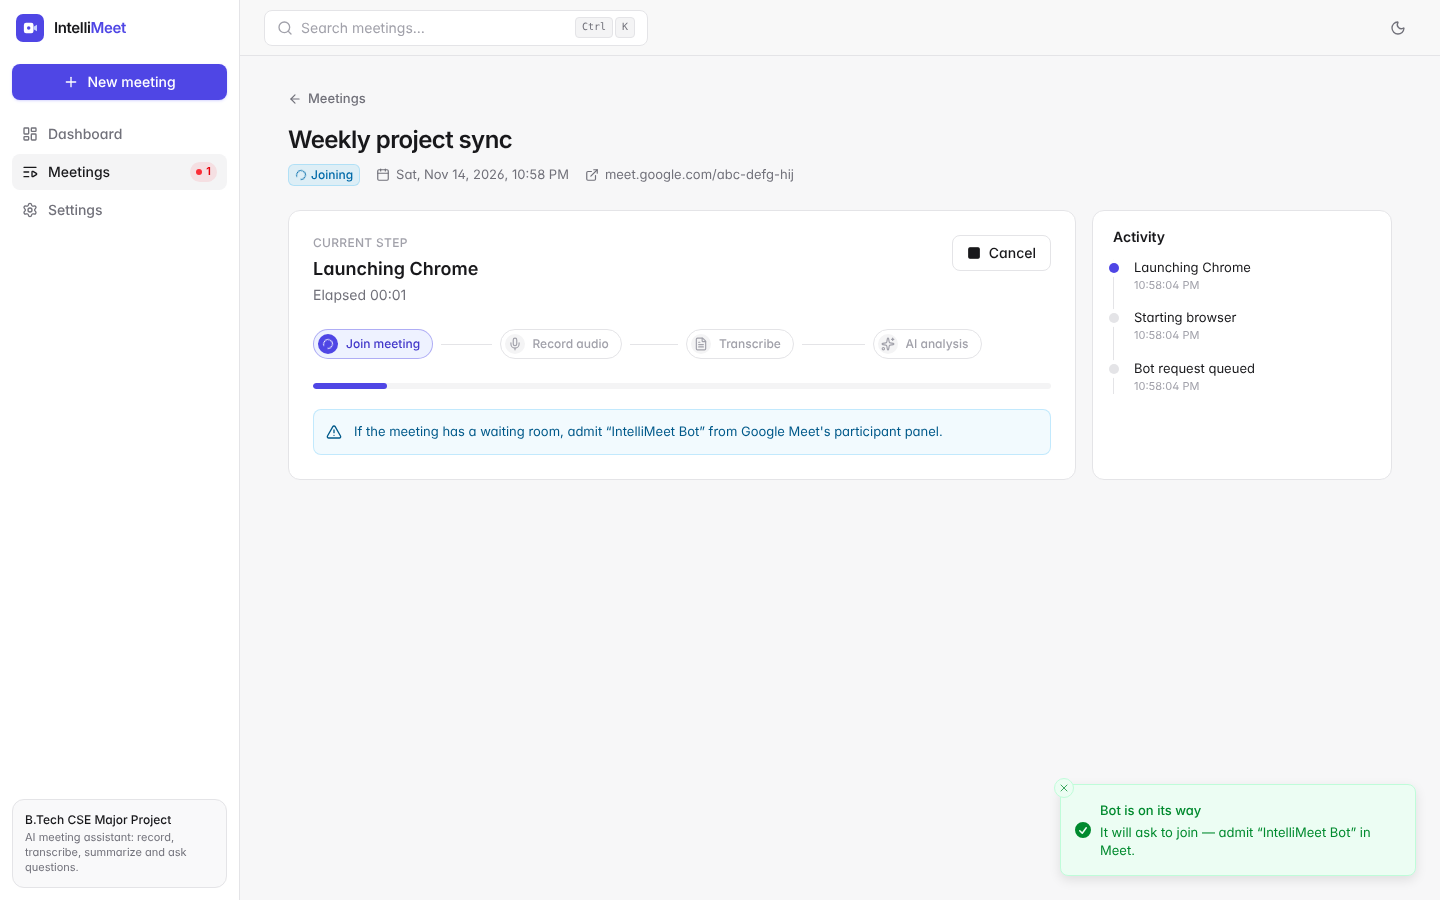 IntelliMeet
Search meetings...
Ctrl K
New meeting
Dashboard
Meetings 1
Settings
Meetings
Weekly project sync
Joining Sat, Nov 14, 2026, 10:58 PM meet.google.com/abc-defg-hij
CURRENT STEP
Launching Chrome
Elapsed 00:01
Cancel
Join meeting Record audio Transcribe AI analysis
If the meeting has a waiting room, admit “IntelliMeet Bot” from Google Meet's participant panel.
Activity
Launching Chrome
10:58:04 PM
Starting browser
10:58:04 PM
Bot request queued
10:58:04 PM
B.Tech CSE Major Project
AI meeting assistant: record,
transcribe, summarize and ask
questions.
Bot is on its way
It will ask to join — admit “IntelliMeet Bot” in
Meet.